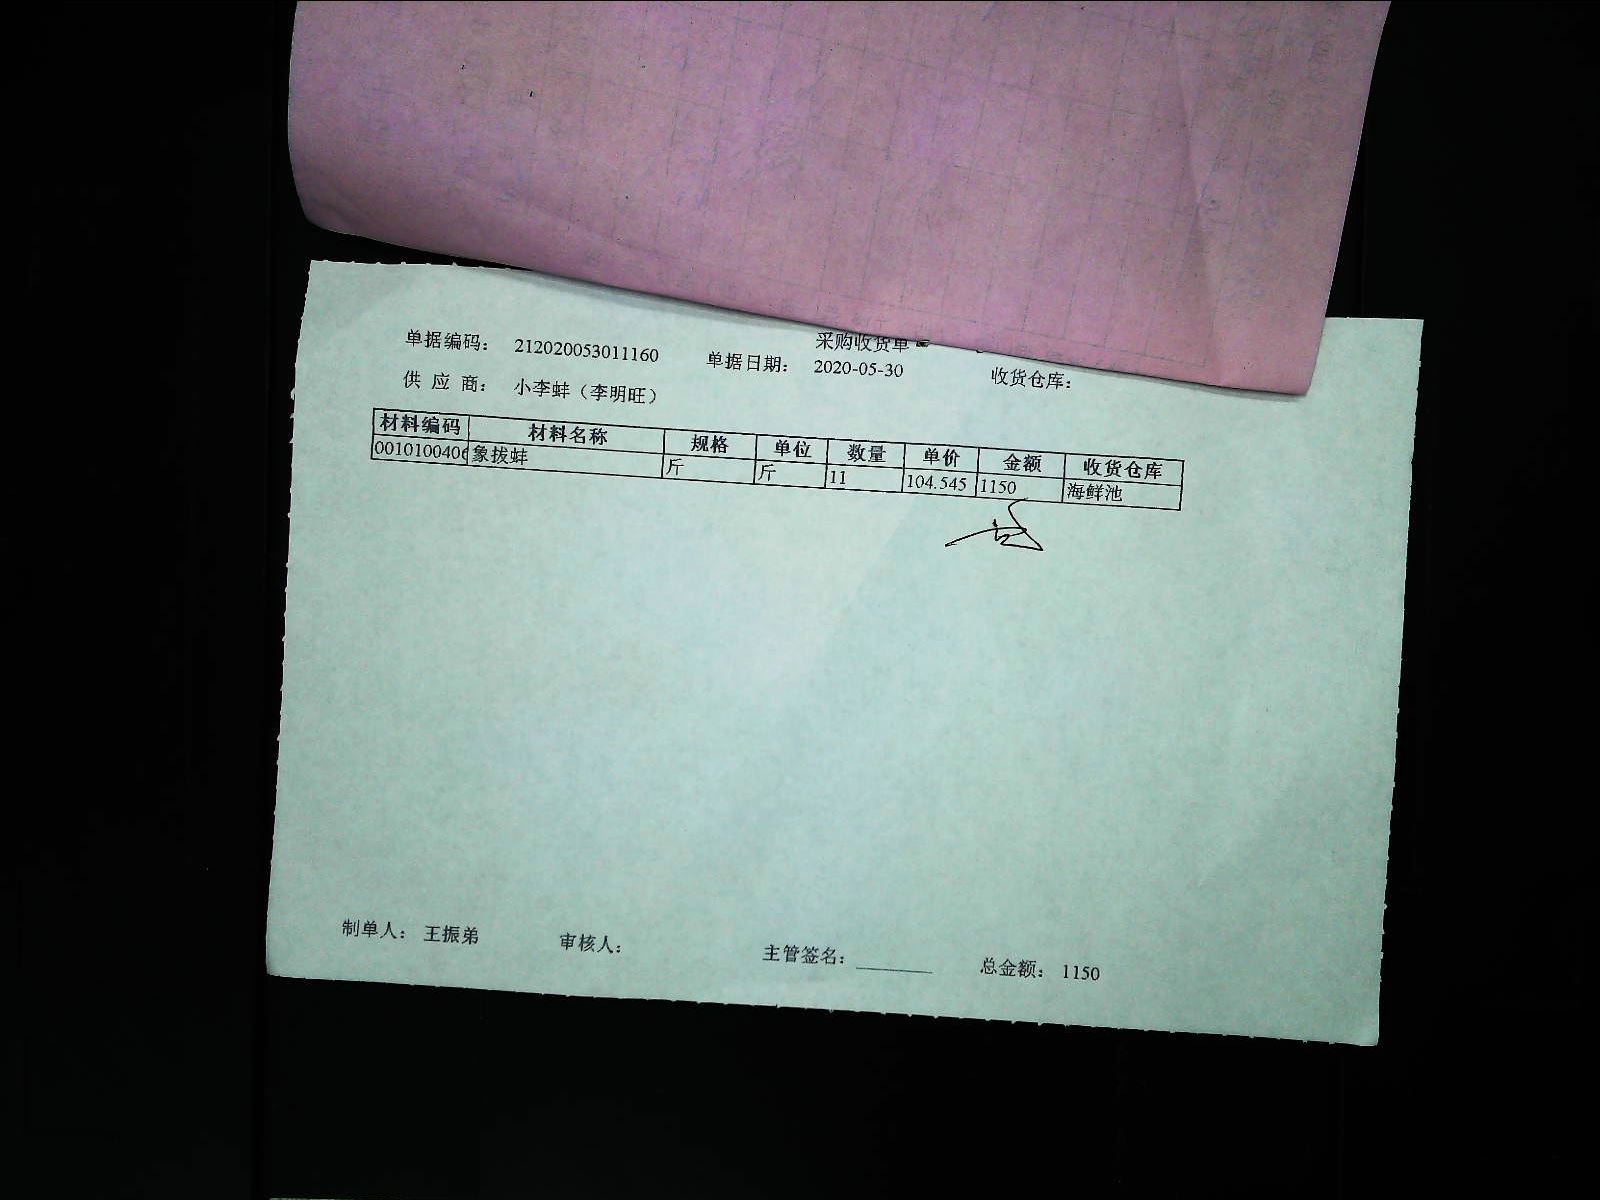 采购收货单
单据编码： 212020053011160 单据日期： 2020-05-30 收货仓库：
供 应 商： 小李蚌（李明旺）
材料编码 材料名称 规格 单位 数量 单价 金额 收货仓库
001010040 象拔蚌 斤 斤 11 104.545 1150 海鲜池
制单人： 王振弟 审核人： 主管签名： 总金额： 1150